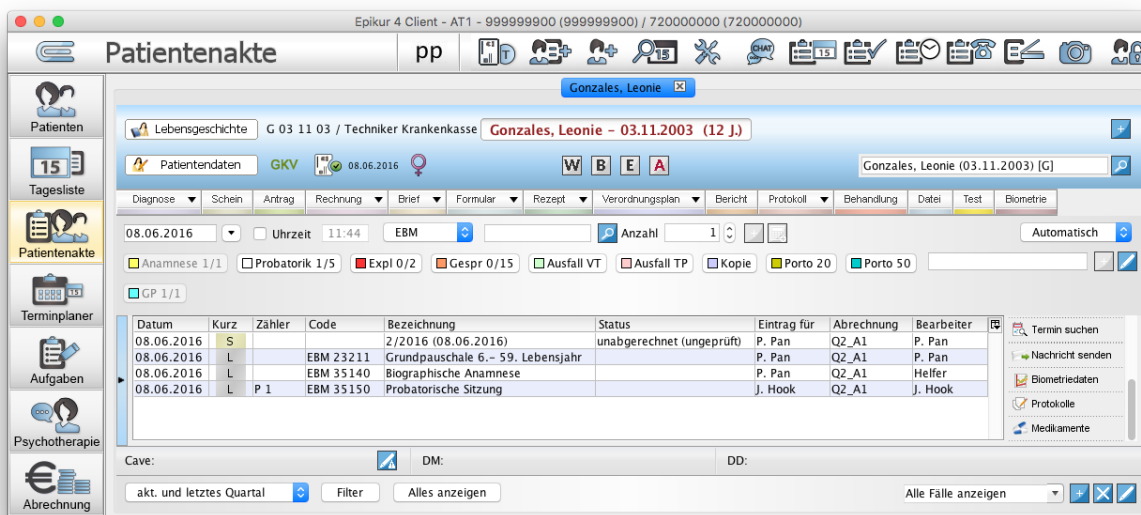 Epikur 4 Client - AT1 - 999999900 (999999900) / 720000000 (720000000)
Patientenakte
pp
T
15
CHAT
15
Gonzales, Leonie
Patienten
Lebensgeschichte G 03 11 03 / Techniker Krankenkasse Gonzales, Leonie – 03.11.2003 (12 J.)
Patientendaten GKV 08.06.2016 W B E A Gonzales, Leonie (03.11.2003) [G]
15
Tagesliste
Diagnose Schein Antrag Rechnung Brief Formular Rezept Verordnungsplan Bericht Protokoll Behandlung Datei Test Biometrie
Patientenakte
08.06.2016 Uhrzeit 11:44 EBM Anzahl 1 Automatisch
Anamnese 1/1 Probatorik 1/5 Expl 0/2 Gespr 0/15 Ausfall VT Ausfall TP Kopie Porto 20 Porto 50
GP 1/1
15
Terminplaner
Datum Kurz Zähler Code Bezeichnung Status Eintrag für Abrechnung Bearbeiter
08.06.2016 S 2/2016 (08.06.2016) unabgerechnet (ungeprüft) P. Pan Q2_A1 P. Pan
08.06.2016 L EBM 23211 Grundpauschale 6.– 59. Lebensjahr P. Pan Q2_A1 P. Pan
08.06.2016 L EBM 35140 Biographische Anamnese P. Pan Q2_A1 Helfer
08.06.2016 L P 1 EBM 35150 Probatorische Sitzung J. Hook Q2_A1 J. Hook
Termin suchen
Nachricht senden
Biometriedaten
Protokolle
Medikamente
Aufgaben
Psychotherapie
Cave: DM: DD:
akt. und letztes Quartal Filter Alles anzeigen Alle Fälle anzeigen
Abrechnung